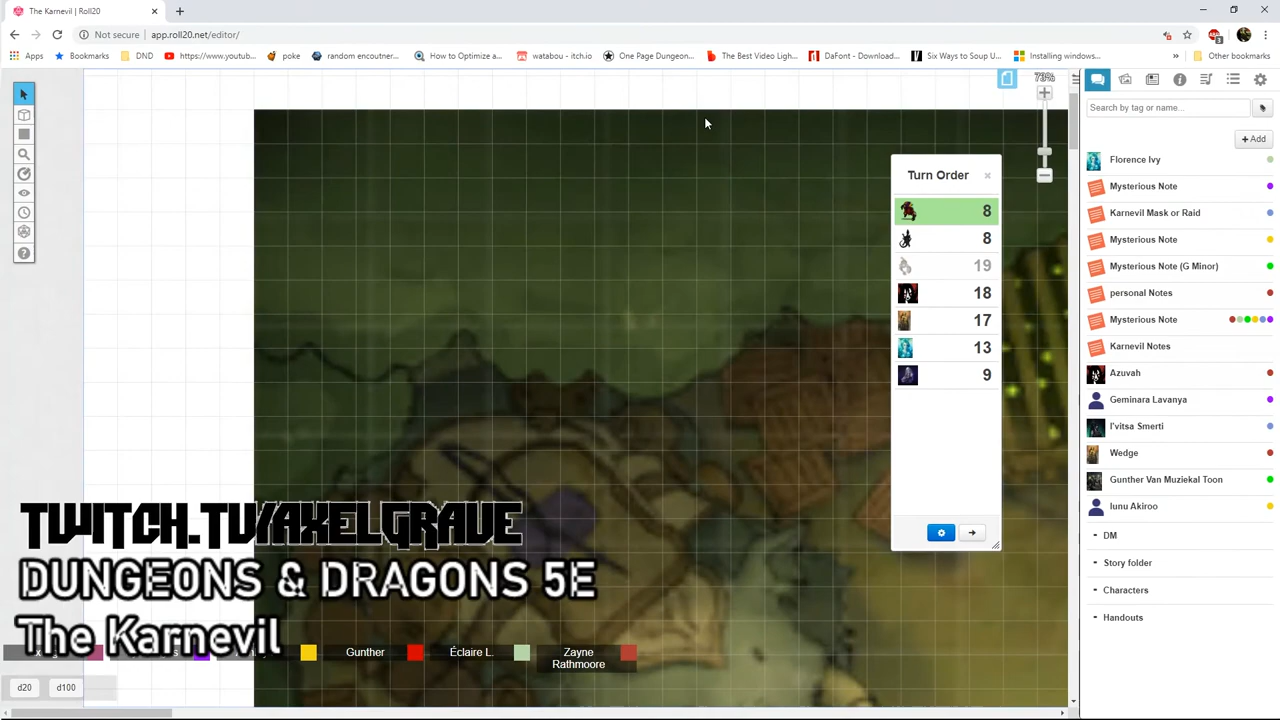 The Karnevil | Roll20
Not secure | app.roll20.net/editor/
Apps Bookmarks DND https://www.youtub... poke random encoutner... How to Optimize a... watabou - itch.io One Page Dungeon... The Best Video Ligh... DaFont - Download... Six Ways to Soup U... Installing windows... » Other bookmarks
73%
Search by tag or name...
+ Add
Turn Order
8
8
19
18
17
13
9
Florence Ivy
Mysterious Note
Karnevil Mask or Raid
Mysterious Note
Mysterious Note (G Minor)
personal Notes
Mysterious Note
Karnevil Notes
Azuvah
Geminara Lavanya
I'vitsa Smerti
Wedge
Gunther Van Muziekal Toon
Iunu Akiroo
DM
Story folder
Characters
Handouts
TWITCH.TV/AXELGRAVE
DUNGEONS & DRAGONS 5E
The Karnevil
Gunther
Éclaire L.
Zayne
Rathmoore
d20 d100